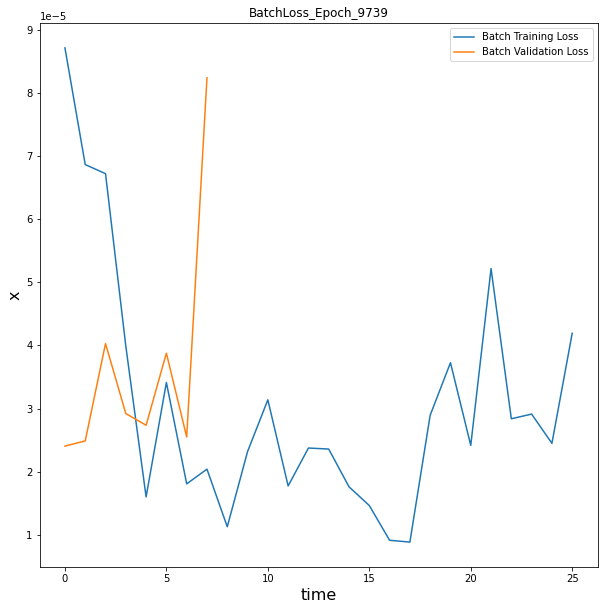 BatchLoss_Epoch_9739
1e−5
Batch Training Loss
Batch Validation Loss
9
8
7
6
5
4
3
2
1
x
0 5 10 15 20 25
time